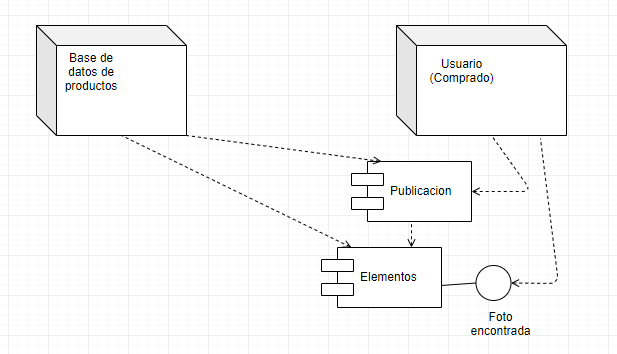 Base de
datos de
productos
Usuario
(Comprado)
Publicacion
Elementos
Foto
encontrada